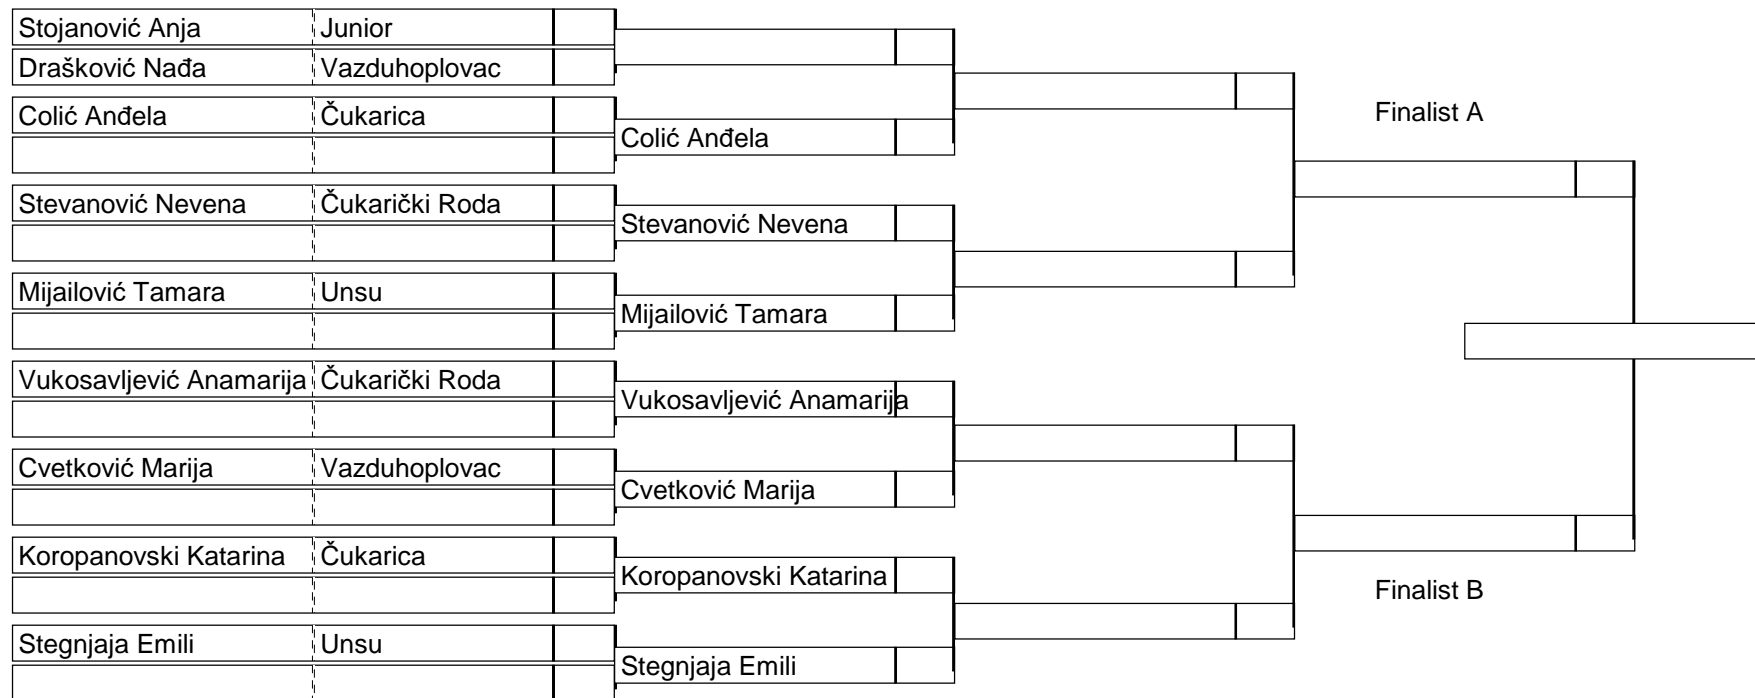 Stojanović Anja Junior
Drašković Nađa Vazduhoplovac
Colić Anđela Čukarica
Colić Anđela
Finalist A
Stevanović Nevena Čukarički Roda
Stevanović Nevena
Mijailović Tamara Unsu
Mijailović Tamara
Vukosavljević Anamarija Čukarički Roda
Vukosavljević Anamarija
Cvetković Marija Vazduhoplovac
Cvetković Marija
Koropanovski Katarina Čukarica
Koropanovski Katarina
Finalist B
Stegnjaja Emili Unsu
Stegnjaja Emili